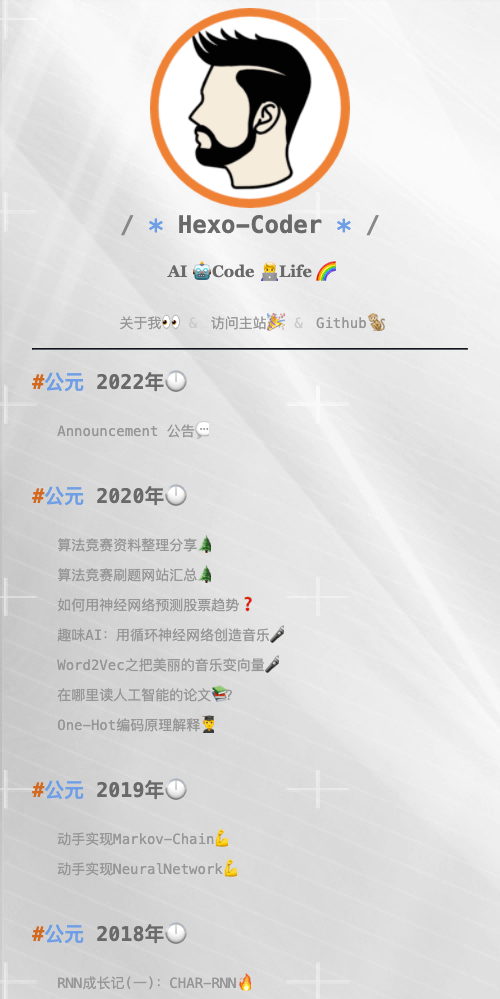 / * Hexo-Coder * /
AI 🤖Code 👨‍💻Life🌈
关于我👀 & 访问主站🎉 & Github🐒
#公元 2022年🕛
Announcement 公告💬
#公元 2020年🕛
算法竞赛资料整理分享🌲
算法竞赛刷题网站汇总🌲
如何用神经网络预测股票趋势❓
趣味AI: 用循环神经网络创造音乐🎤
Word2Vec之把美丽的音乐变向量🎤
在哪里读人工智能的论文📚?
One-Hot编码原理解释👨‍🎓
#公元 2019年🕛
动手实现Markov-Chain💪
动手实现NeuralNetwork💪
#公元 2018年🕛
RNN成长记(一): CHAR-RNN🔥